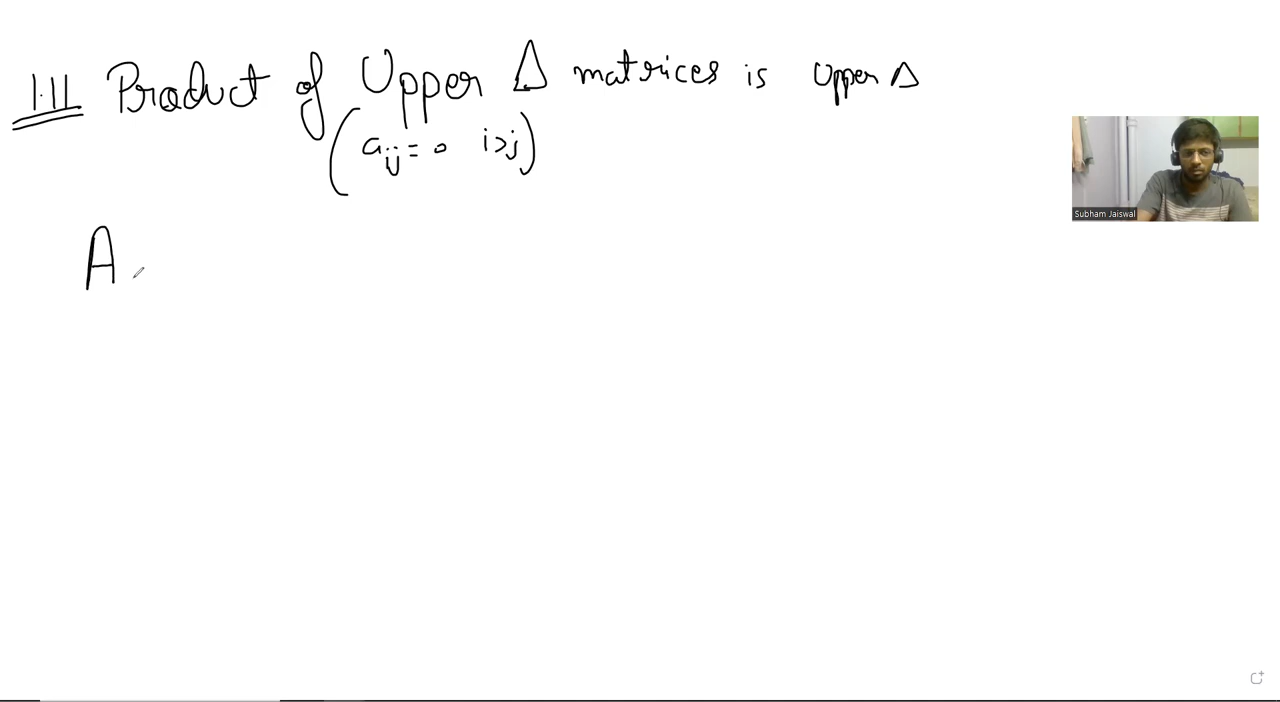 1.11 Product of Upper Δ matrices is Upper Δ
(aij = 0 i>j)
Subham Jaiswal
A